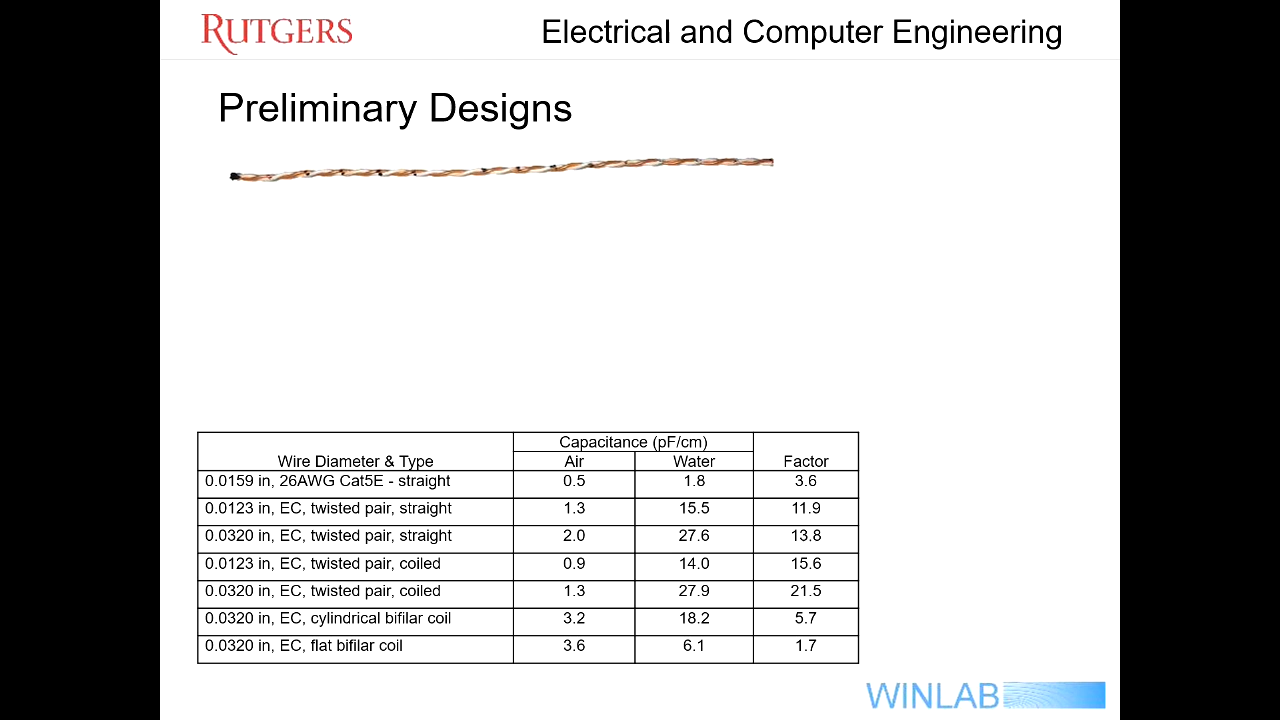 RUTGERS
Electrical and Computer Engineering
Preliminary Designs
Capacitance (pF/cm)
Wire Diameter & Type Air Water Factor
0.0159 in, 26AWG Cat5E - straight 0.5 1.8 3.6
0.0123 in, EC, twisted pair, straight 1.3 15.5 11.9
0.0320 in, EC, twisted pair, straight 2.0 27.6 13.8
0.0123 in, EC, twisted pair, coiled 0.9 14.0 15.6
0.0320 in, EC, twisted pair, coiled 1.3 27.9 21.5
0.0320 in, EC, cylindrical bifilar coil 3.2 18.2 5.7
0.0320 in, EC, flat bifilar coil 3.6 6.1 1.7
WINLAB